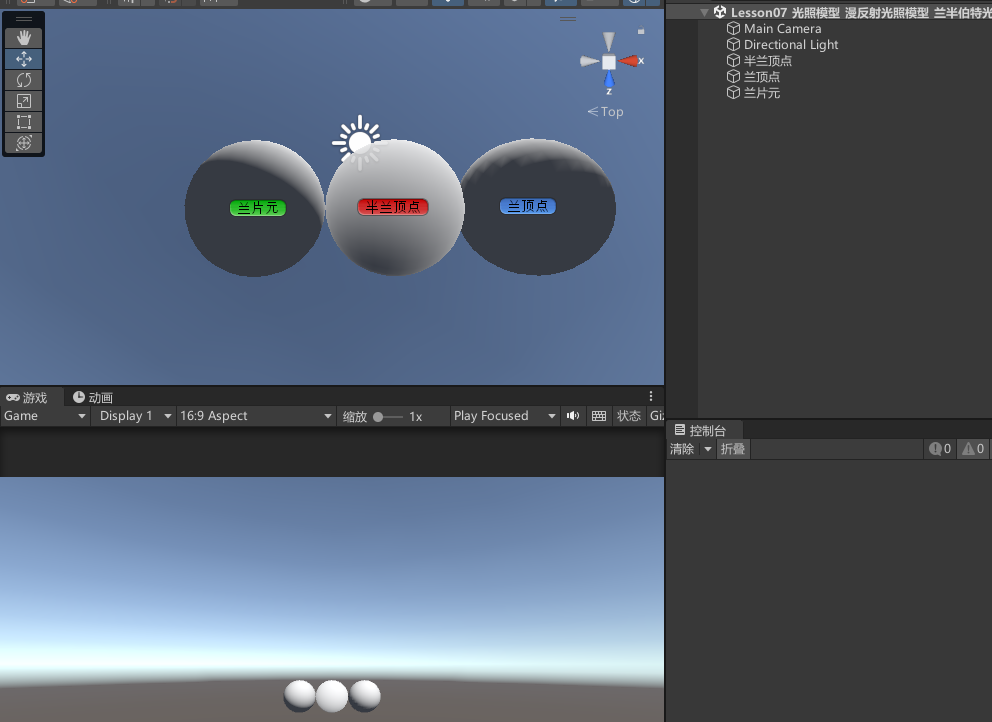 Lesson07 光照模型 漫反射光照模型 兰半伯特光
Main Camera
Directional Light
半兰顶点
兰顶点
兰片元
x
z
Top
兰片元
半兰顶点
兰顶点
游戏
动画
Game
Display 1
16:9 Aspect
缩放
1x
Play Focused
状态
Giz
控制台
清除
折叠
0
0